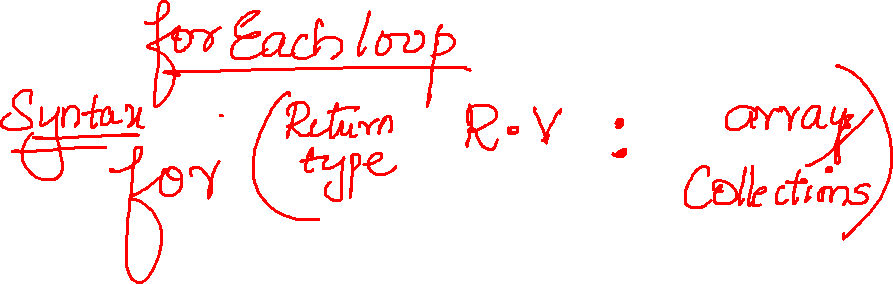 for Each loop
Syntax
for (Return type R.V : array/Collections)